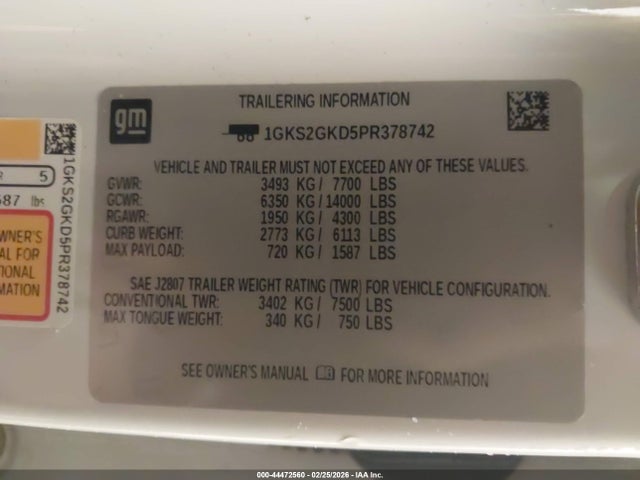 gm
TRAILERING INFORMATION
1GKS2GKD5PR378742
VEHICLE AND TRAILER MUST NOT EXCEED ANY OF THESE VALUES.
GVWR: 3493 KG / 7700 LBS
GCWR: 6350 KG / 14000 LBS
RGAWR: 1950 KG / 4300 LBS
CURB WEIGHT: 2773 KG / 6113 LBS
MAX PAYLOAD: 720 KG / 1587 LBS
SAE J2807 TRAILER WEIGHT RATING (TWR) FOR VEHICLE CONFIGURATION.
CONVENTIONAL TWR: 3402 KG / 7500 LBS
MAX TONGUE WEIGHT: 340 KG / 750 LBS
SEE OWNER'S MANUAL FOR MORE INFORMATION
R 5
587 lbs
WNER'S
AL FOR
TIONAL
RMATION
1GKS2GKD5PR378742
000-44472560 - 02/25/2026 - IAA Inc.